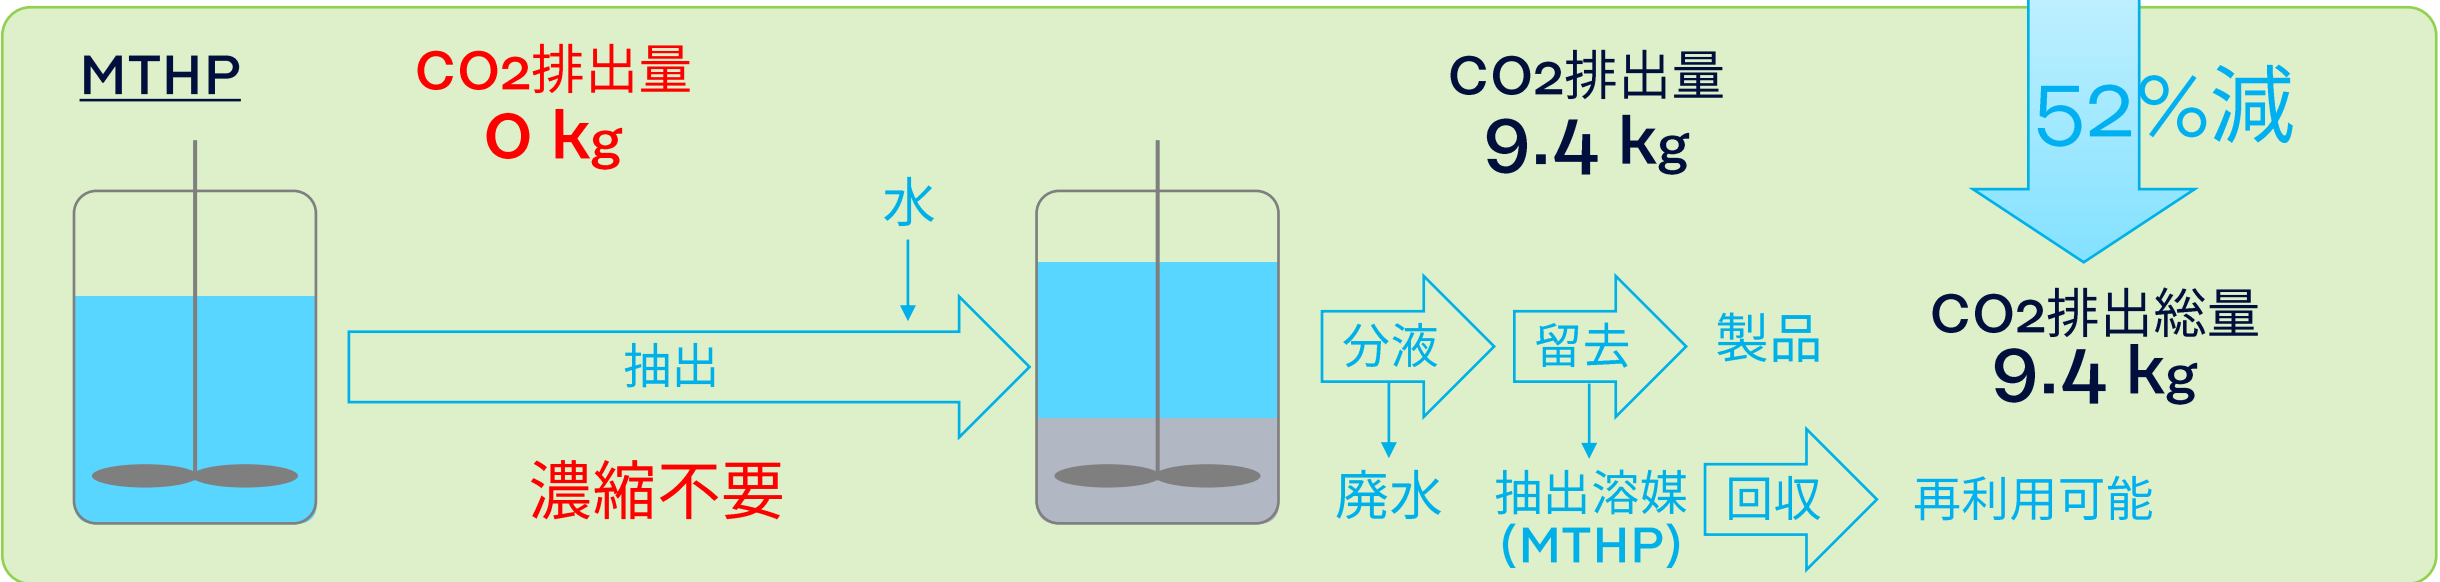 MTHP
CO2排出量
0 kg
水
抽出
濃縮不要
CO2排出量
9.4 kg
分液
留去
製品
廃水
抽出溶媒
(MTHP)
回収
再利用可能
52%減
CO2排出総量
9.4 kg